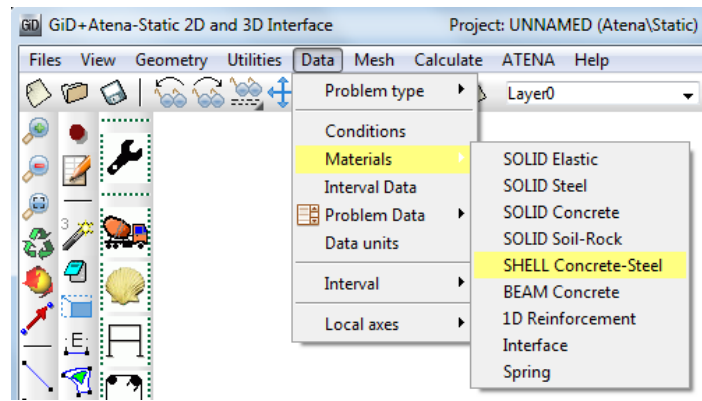 GiD GiD+Atena-Static 2D and 3D Interface Project: UNNAMED (Atena\Static)
Files View Geometry Utilities Data Mesh Calculate ATENA Help
Layer0
Problem type
Conditions
Materials
Interval Data
Problem Data
Data units
Interval
Local axes
SOLID Elastic
SOLID Steel
SOLID Concrete
SOLID Soil-Rock
SHELL Concrete-Steel
BEAM Concrete
1D Reinforcement
Interface
Spring
3
.E.